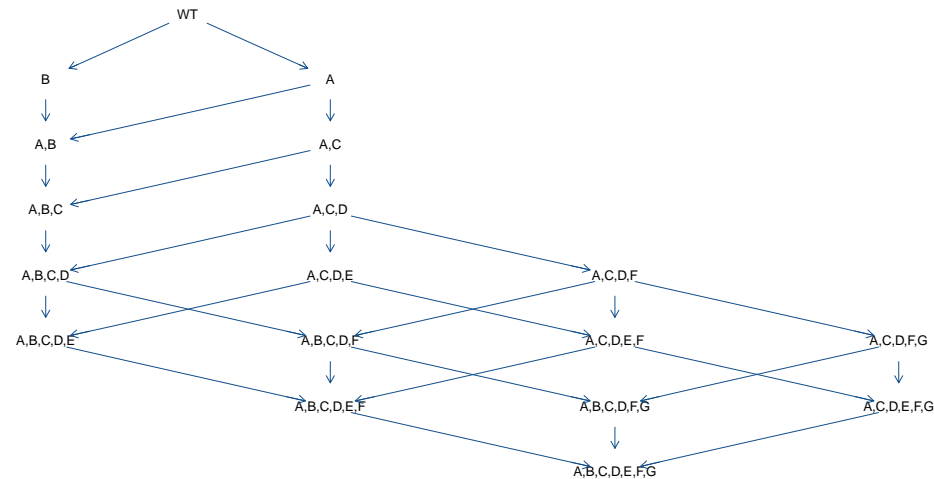 WT
B
A
A,B
A,C
A,B,C
A,C,D
A,B,C,D
A,C,D,E
A,C,D,F
A,B,C,D,E
A,B,C,D,F
A,C,D,E,F
A,C,D,F,G
A,B,C,D,E,F
A,B,C,D,F,G
A,C,D,E,F,G
A,B,C,D,E,F,G